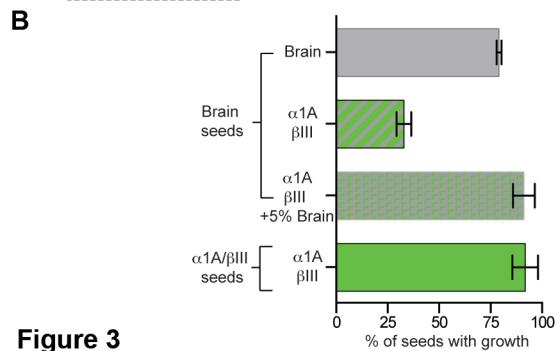 B
Brain
Brain
seeds
α1A
βIII
α1A
βIII
+5% Brain
α1A/βIII
seeds
α1A
βIII
0
25
50
75
100
% of seeds with growth
Figure 3